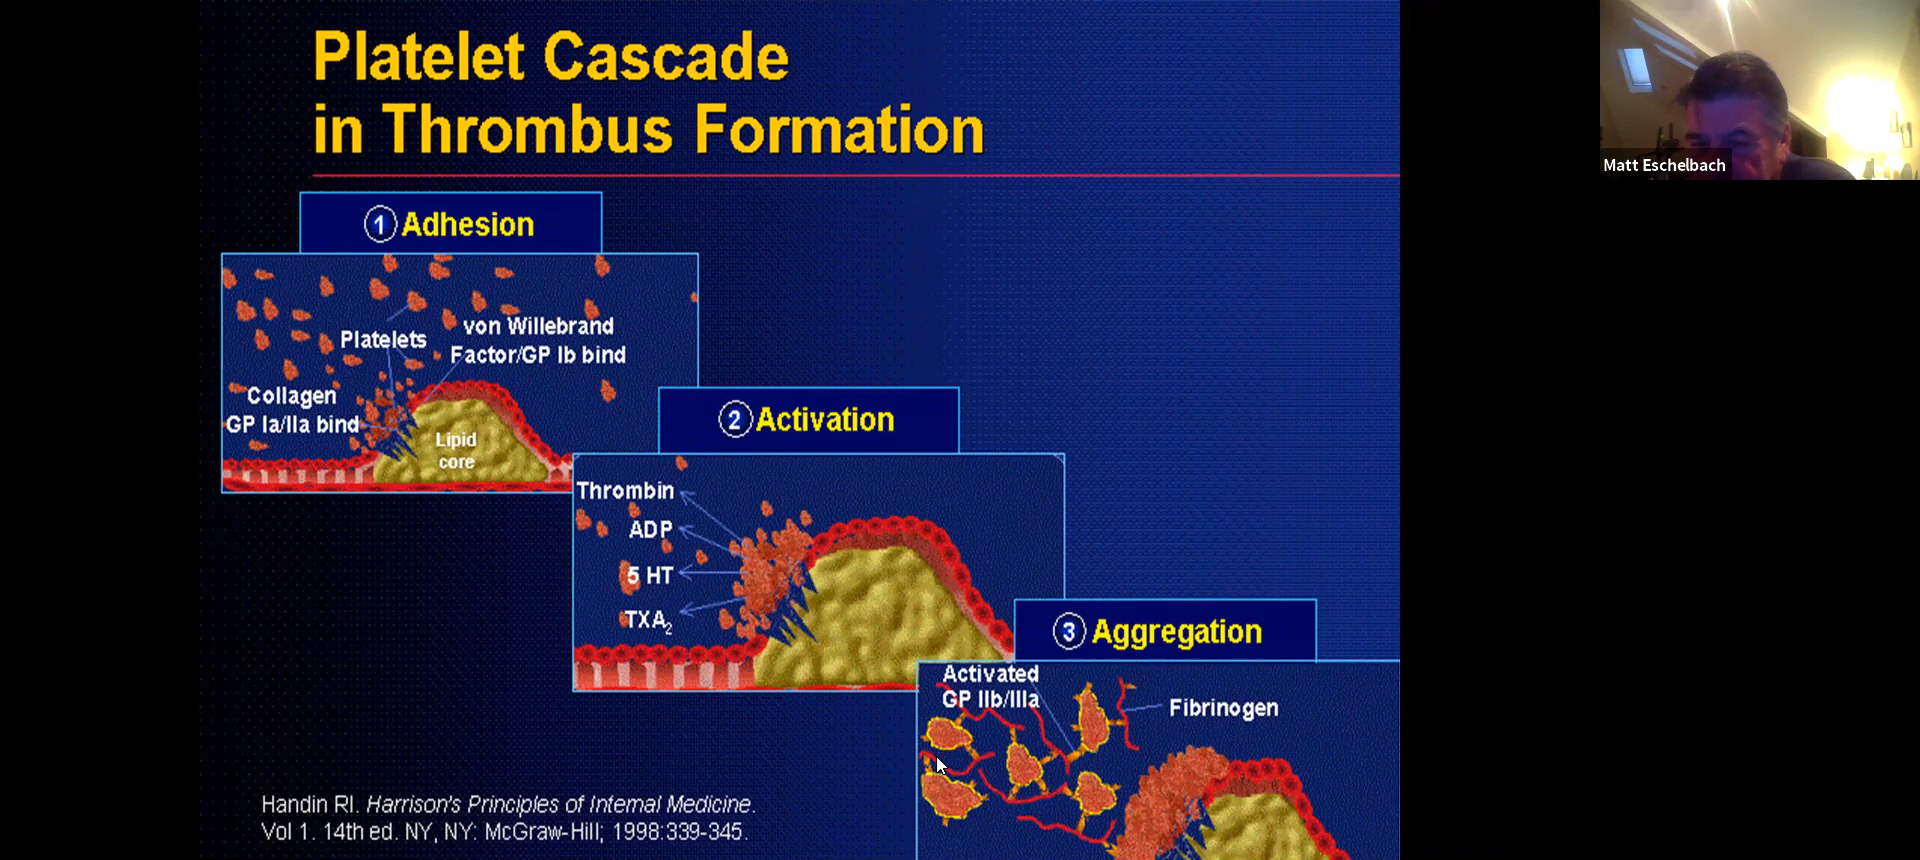 Platelet Cascade
in Thrombus Formation
1 Adhesion
Platelets
von Willebrand
Factor/GP Ib bind
Collagen
GP Ia/IIa bind
Lipid
core
2 Activation
Thrombin
ADP
5 HT
TXA2
3 Aggregation
Activated
GP IIb/IIIa
Fibrinogen
Handin RI. Harrison's Principles of Internal Medicine.
Vol 1. 14th ed. NY, NY: McGraw-Hill; 1998:339-345.
Matt Eschelbach